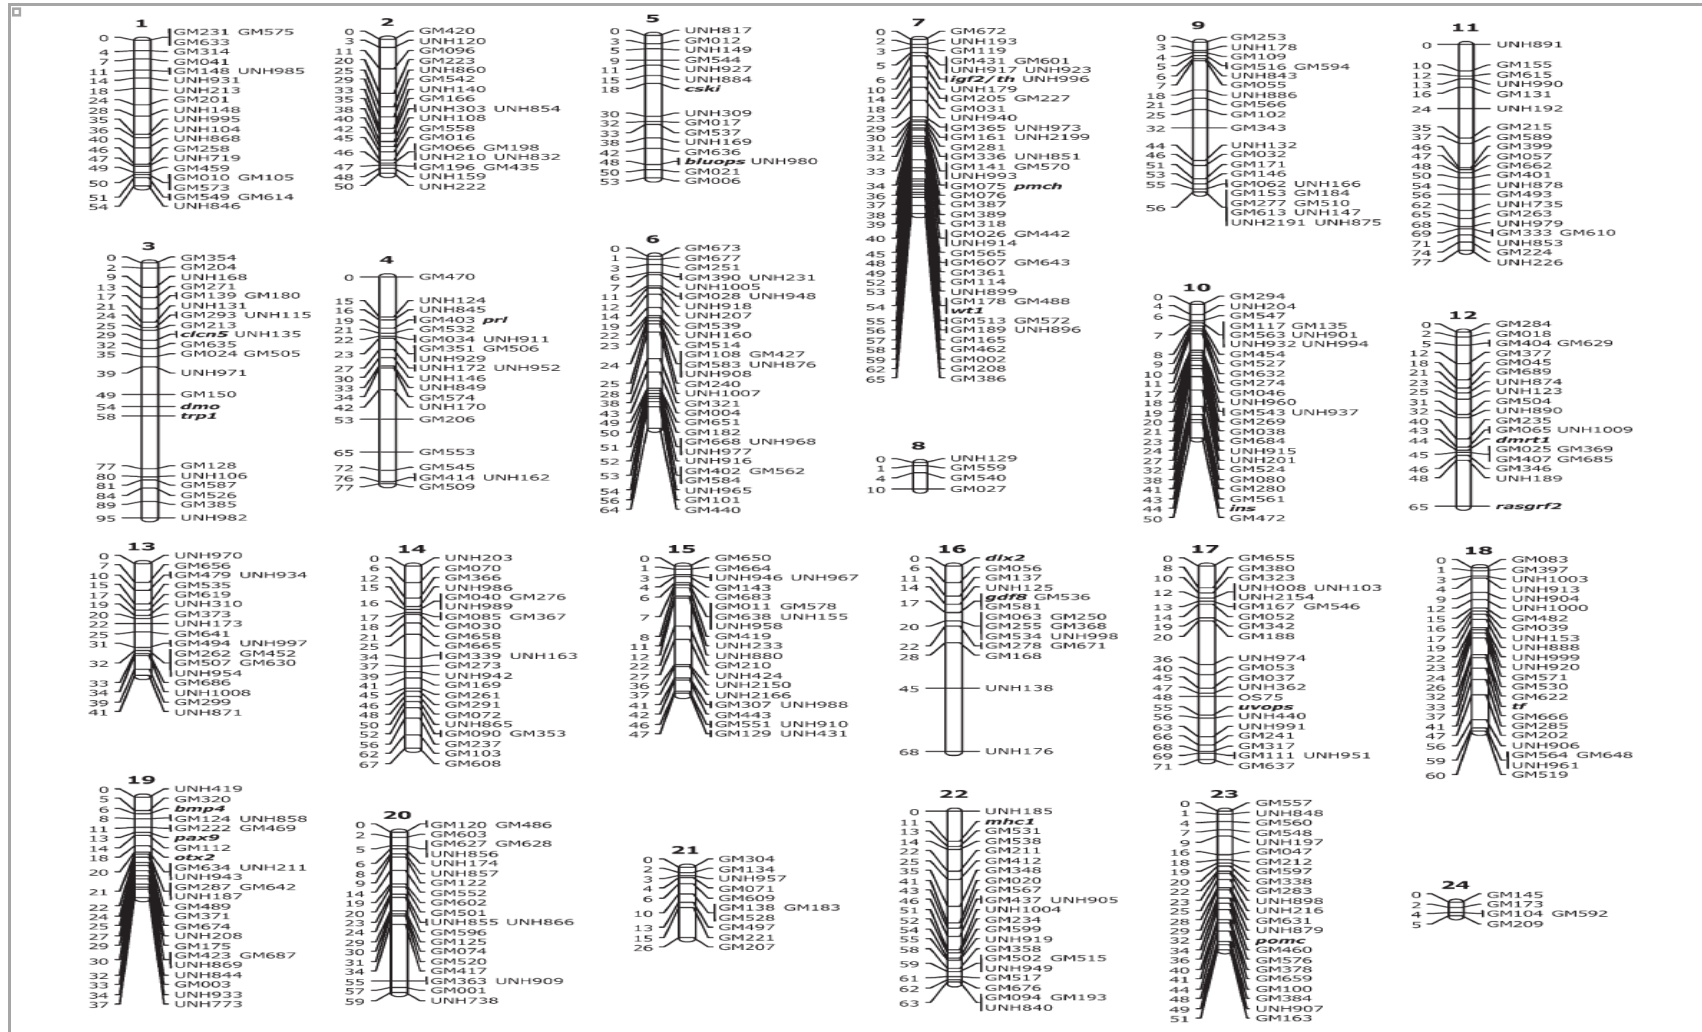 1
0 GM231 GM575
GM633
4 GM314
7 GM041
11 GM148 UNH985
14 UNH931
18 UNH213
24 GM201
28 UNH148
35 UNH995
36 UNH104
40 UNH868
46 GM258
47 UNH719
49 GM459
50 GM010 GM105
GM573
51 GM549 GM614
54 UNH846
2
0 GM420
3 UNH120
11 GM096
20 GM223
25 UNH860
29 GM542
33 UNH140
35 GM166
38 UNH303 UNH854
40 UNH108
42 GM558
45 GM016
46 GM066 GM198
UNH210 UNH832
47 GM196 GM435
48 UNH159
50 UNH222
5
0 UNH817
3 GM012
5 UNH149
9 GM544
11 UNH927
15 UNH884
18 cski
30 UNH309
32 GM017
33 GM537
38 UNH169
42 GM636
48 bluops UNH980
50 GM021
53 GM006
7
0 GM672
2 UNH193
3 GM119
5 GM431 GM601
UNH917 UNH923
6 igf2/th UNH996
10 UNH179
14 GM205 GM227
18 GM031
23 UNH940
29 GM365 UNH973
30 GM161 UNH2199
31 GM281
32 GM336 UNH851
33 GM141 GM570
UNH993
34 GM075 pmch
36 GM076
37 GM387
38 GM389
39 GM318
40 GM026 GM442
UNH914
45 GM565
48 GM607 GM643
49 GM361
52 GM114
53 UNH899
54 GM178 GM488
wt1
55 GM513 GM572
56 GM189 UNH896
57 GM165
58 GM462
59 GM002
62 GM208
65 GM386
9
0 GM253
3 UNH178
4 GM109
5 GM516 GM594
6 UNH843
7 GM055
18 UNH886
21 GM566
25 GM102
32 GM343
44 UNH132
46 GM032
51 GM171
53 GM146
55 GM062 UNH166
56 GM153 GM184
GM277 GM510
GM613 UNH147
UNH2191 UNH875
11
0 UNH891
10 GM155
12 GM615
13 UNH990
16 GM131
24 UNH192
35 GM215
37 GM589
46 GM399
47 GM057
48 GM662
50 GM401
54 UNH878
56 GM493
62 UNH735
65 GM263
68 UNH979
69 GM333 GM610
71 UNH853
74 GM224
77 UNH226
3
0 GM354
2 GM204
9 UNH168
13 GM271
17 GM139 GM180
21 UNH131
24 GM293 UNH115
25 GM213
29 clcn5 UNH135
32 GM635
35 GM024 GM505
39 UNH971
49 GM150
54 dmo
58 trp1
77 GM128
80 UNH106
81 GM587
84 GM526
89 GM385
95 UNH982
4
0 GM470
15 UNH124
16 UNH845
19 GM403 prl
21 GM532
22 GM034 UNH911
23 GM351 GM506
UNH929
27 UNH172 UNH952
30 UNH146
33 UNH849
34 GM574
42 UNH170
53 GM206
65 GM553
72 GM545
76 GM414 UNH162
77 GM509
6
0 GM673
1 GM677
3 GM251
6 GM390 UNH231
7 UNH1005
11 GM028 UNH948
12 UNH918
14 UNH207
19 GM539
22 UNH160
23 GM514
24 GM108 GM427
GM583 UNH876
UNH908
25 GM240
28 UNH1007
38 GM321
43 GM004
49 GM651
50 GM182
51 GM668 UNH968
UNH977
52 UNH916
53 GM402 GM562
GM584
54 UNH965
56 GM101
64 GM440
8
0 UNH129
1 GM559
4 GM540
10 GM027
10
0 GM294
4 UNH204
6 GM547
7 GM117 GM135
GM563 UNH901
UNH932 UNH994
8 GM454
9 GM527
10 GM632
11 GM274
17 GM046
18 UNH960
19 GM543 UNH937
20 GM269
21 GM038
23 GM684
24 UNH915
27 UNH201
32 GM524
38 GM080
41 GM280
43 GM561
44 ins
50 GM472
12
0 GM284
2 GM018
5 GM404 GM629
12 GM377
18 GM045
21 GM689
23 UNH874
25 UNH123
31 GM504
32 UNH890
40 GM235
43 GM065 UNH1009
44 dmrt1
45 GM025 GM369
GM407 GM685
46 GM346
48 UNH189
65 rasgrf2
13
0 UNH970
7 GM656
10 GM479 UNH934
15 GM535
17 GM619
19 UNH310
20 GM373
22 UNH173
25 GM641
31 GM494 UNH997
32 GM262 GM452
GM507 GM630
UNH954
33 GM686
34 UNH1008
39 GM299
41 UNH871
14
0 UNH203
6 GM070
12 GM366
15 UNH986
16 GM040 GM276
UNH989
17 GM085 GM367
18 GM030
21 GM658
25 GM665
34 GM339 UNH163
37 GM273
39 UNH942
41 GM169
45 GM261
46 GM291
48 GM072
50 UNH865
52 GM090 GM353
56 GM237
62 GM103
67 GM608
15
0 GM650
1 GM664
3 UNH946 UNH967
4 GM143
6 GM683
7 GM011 GM578
GM638 UNH155
UNH958
8 GM419
11 UNH233
12 UNH880
22 GM210
27 UNH424
36 UNH2150
37 UNH2166
41 GM307 UNH988
42 GM443
46 GM551 UNH910
47 GM129 UNH431
16
0 dlx2
6 GM056
11 GM137
14 UNH125
17 gdf8 GM536
GM581
20 GM063 GM250
GM255 GM368
GM534 UNH998
22 GM278 GM671
28 GM168
45 UNH138
68 UNH176
17
0 GM655
8 GM380
10 GM323
12 UNH008 UNH103
UNH2154
13 GM167 GM546
14 GM052
19 GM342
20 GM188
36 UNH974
40 GM053
45 GM037
47 UNH362
48 OS75
55 uvops
56 UNH440
63 UNH991
66 GM241
68 GM317
69 GM111 UNH951
71 GM637
18
0 GM083
1 GM397
3 UNH1003
4 UNH913
9 UNH904
12 UNH1000
15 GM482
16 GM039
17 UNH153
19 UNH888
22 UNH999
23 UNH920
24 GM571
26 GM530
32 GM622
33 tf
37 GM666
41 GM285
47 GM202
56 UNH906
59 GM564 GM648
UNH961
60 GM519
19
0 UNH419
5 GM320
6 bmp4
8 GM124 UNH858
11 GM222 GM469
13 pax9
14 GM112
18 otx2
20 GM634 UNH211
UNH943
21 GM287 GM642
UNH187
22 GM489
24 GM371
25 GM674
27 UNH208
29 GM175
30 GM423 GM687
UNH869
32 UNH844
33 GM003
34 UNH933
37 UNH773
20
0 GM120 GM486
2 GM603
5 GM627 GM628
UNH856
6 UNH174
8 UNH857
9 GM122
14 GM552
19 GM602
20 GM501
23 UNH855 UNH866
24 GM596
29 GM125
30 GM074
31 GM520
34 GM417
55 GM363 UNH909
57 GM001
59 UNH738
21
0 GM304
2 GM134
3 UNH957
4 GM071
6 GM609
10 GM138 GM183
GM528
13 GM497
15 GM221
26 GM207
22
0 UNH185
11 mhc1
13 GM531
14 GM538
22 GM211
25 GM412
35 GM348
41 GM020
43 GM567
46 GM437 UNH905
51 UNH1004
52 GM234
54 GM599
55 UNH919
58 GM358
59 GM502 GM515
UNH949
61 GM517
62 GM676
63 GM094 GM193
UNH840
23
0 GM557
1 UNH848
4 GM560
7 GM548
9 UNH197
16 GM047
18 GM212
19 GM597
20 GM338
22 GM283
23 UNH898
25 UNH216
28 GM631
29 UNH879
32 pomc
34 GM460
36 GM576
40 GM378
41 GM659
44 GM100
48 GM384
49 UNH907
51 GM163
24
0 GM145
2 GM173
4 GM104 GM592
5 GM209